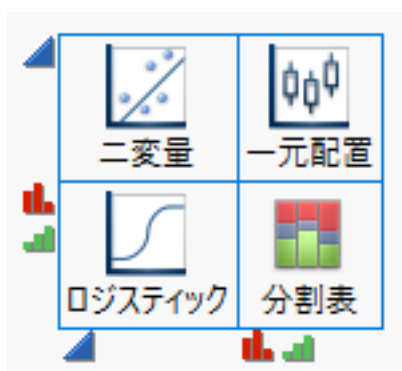 二変量
一元配置
ロジスティック
分割表